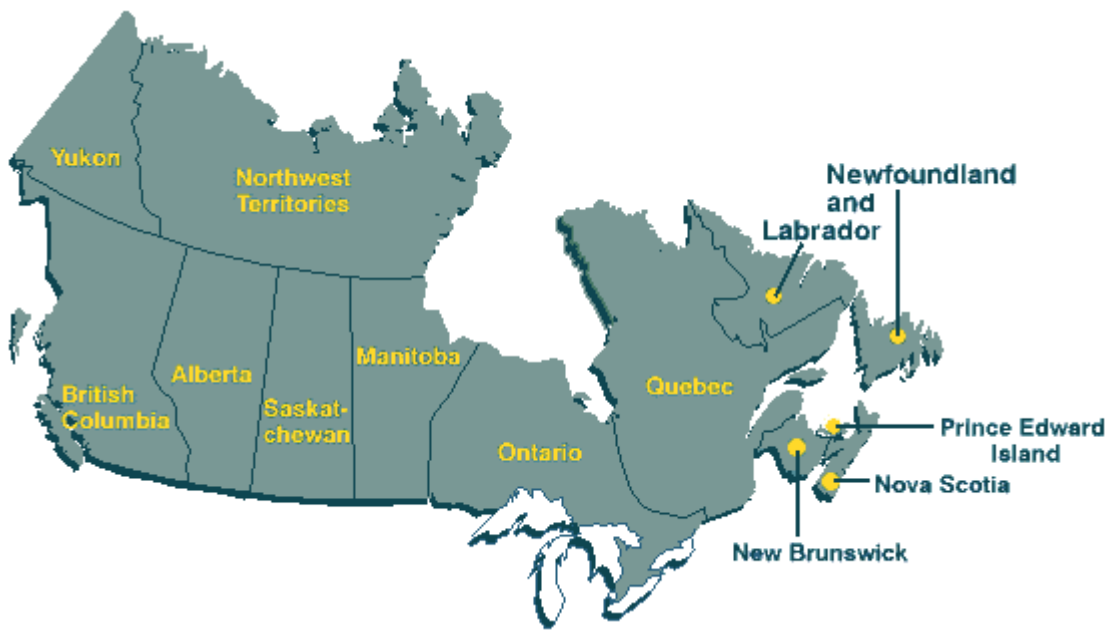 Yukon
Northwest
Territories
Newfoundland
and
Labrador
Manitoba
Alberta
Quebec
British
Columbia
Saskat-
chewan
Prince Edward
Island
Ontario
Nova Scotia
New Brunswick